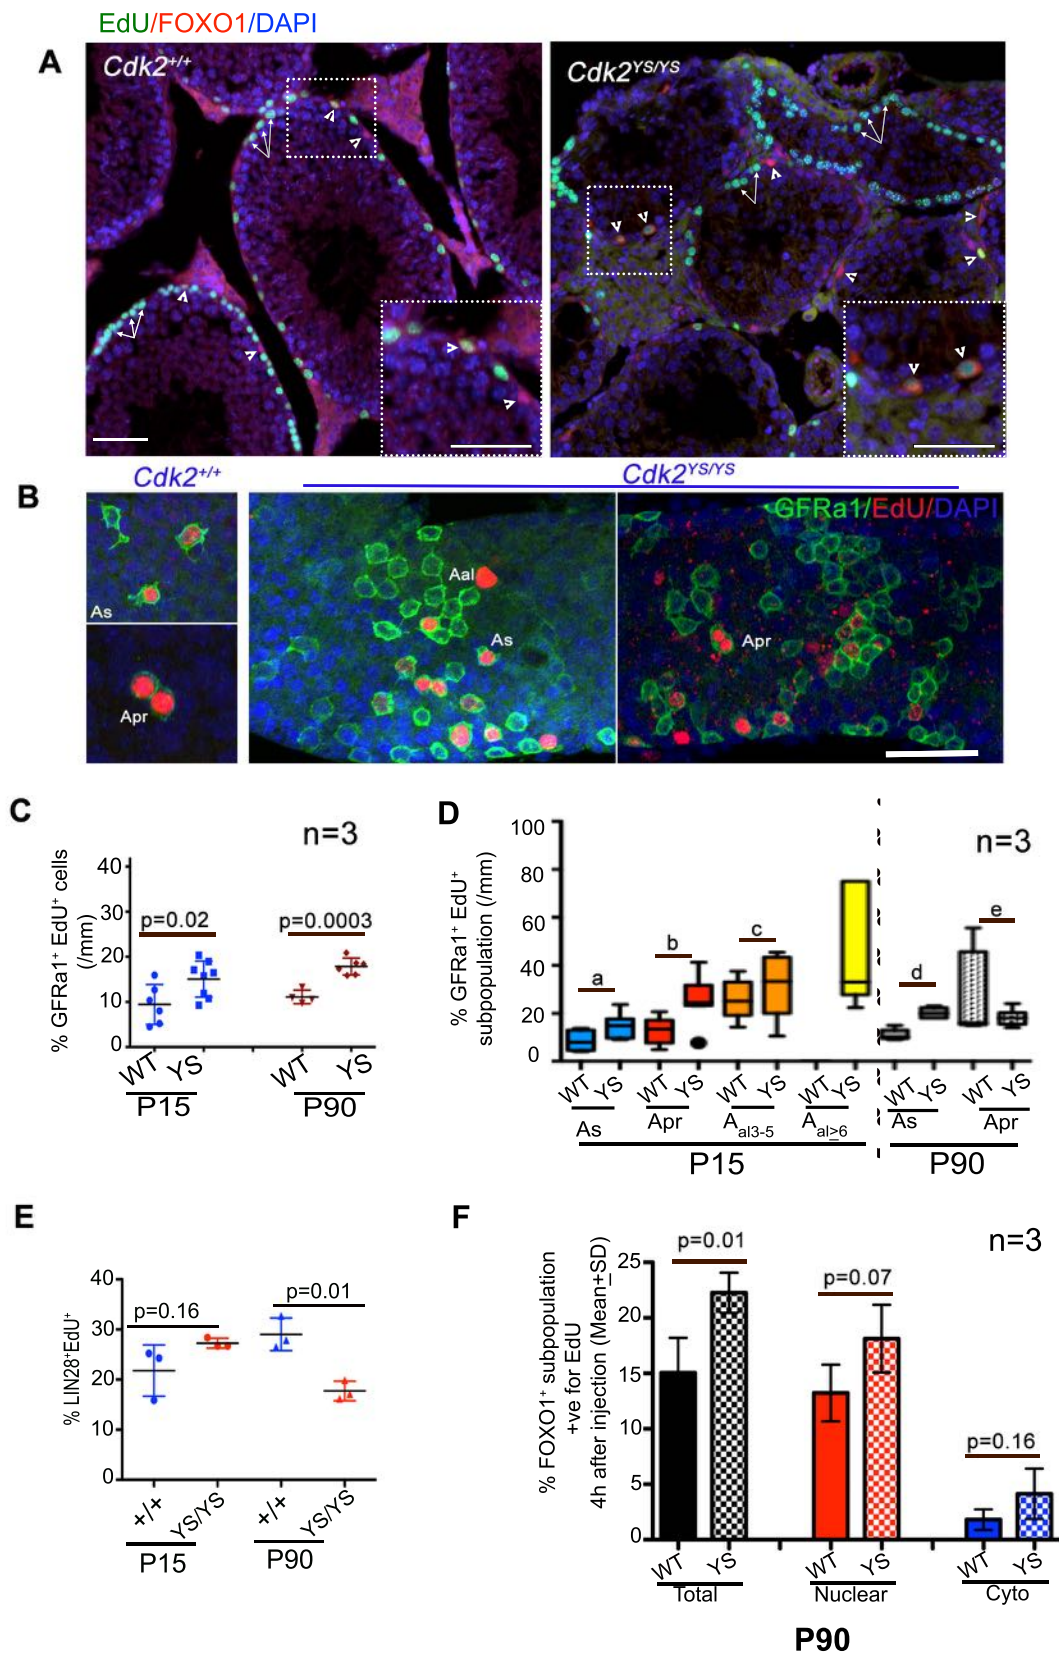 EdU/FOXO1/DAPI
A
Cdk2+/+
Cdk2YS/YS
B
Cdk2+/+
Cdk2YS/YS
GFRa1/EdU/DAPI
As
Apr
Aal
As
Apr
C
n=3
% GFRa1+ EdU+ cells
(/mm)
40
30
20
10
0
p=0.02
p=0.0003
WT
YS
WT
YS
P15
P90
D
n=3
% GFRa1+ EdU+
subpopulation (/mm)
100
80
60
40
20
0
a
b
c
d
e
WT
YS
WT
YS
WT
YS
WT
YS
WT
YS
WT
YS
As
Apr
Aal3-5
Aal≥6
As
Apr
P15
P90
E
% LIN28+EdU+
40
30
20
10
0
p=0.16
p=0.01
+/+
YS/YS
+/+
YS/YS
P15
P90
F
n=3
% FOXO1+ subpopulation
+ve for EdU
4h after injection (Mean±SD)
25
20
15
10
5
0
p=0.01
p=0.07
p=0.16
WT
YS
WT
YS
WT
YS
Total
Nuclear
Cyto
P90